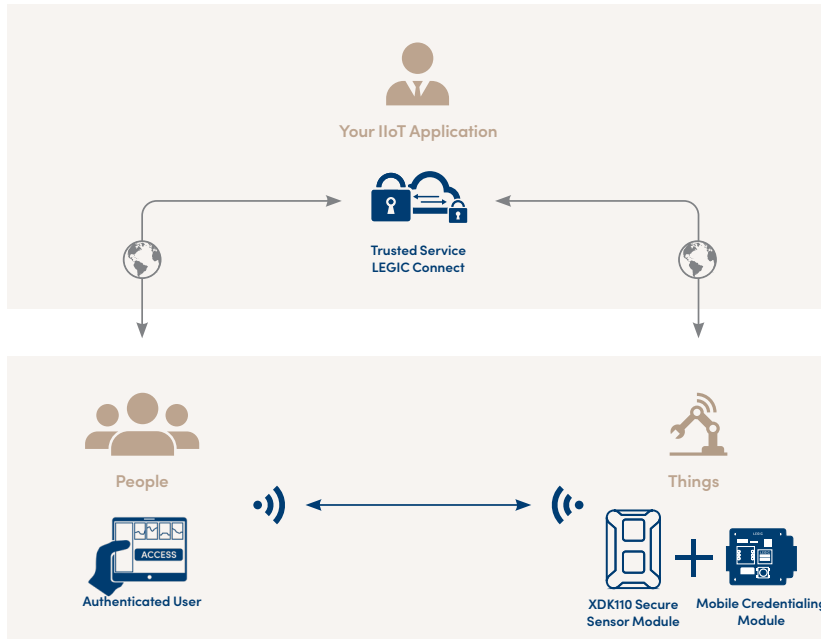 Your IIoT Application
Trusted Service
LEGIC Connect
People
Things
ACCESS
LEGIC
Authenticated User
XDK110 Secure
Sensor Module
Mobile Credentialing
Module